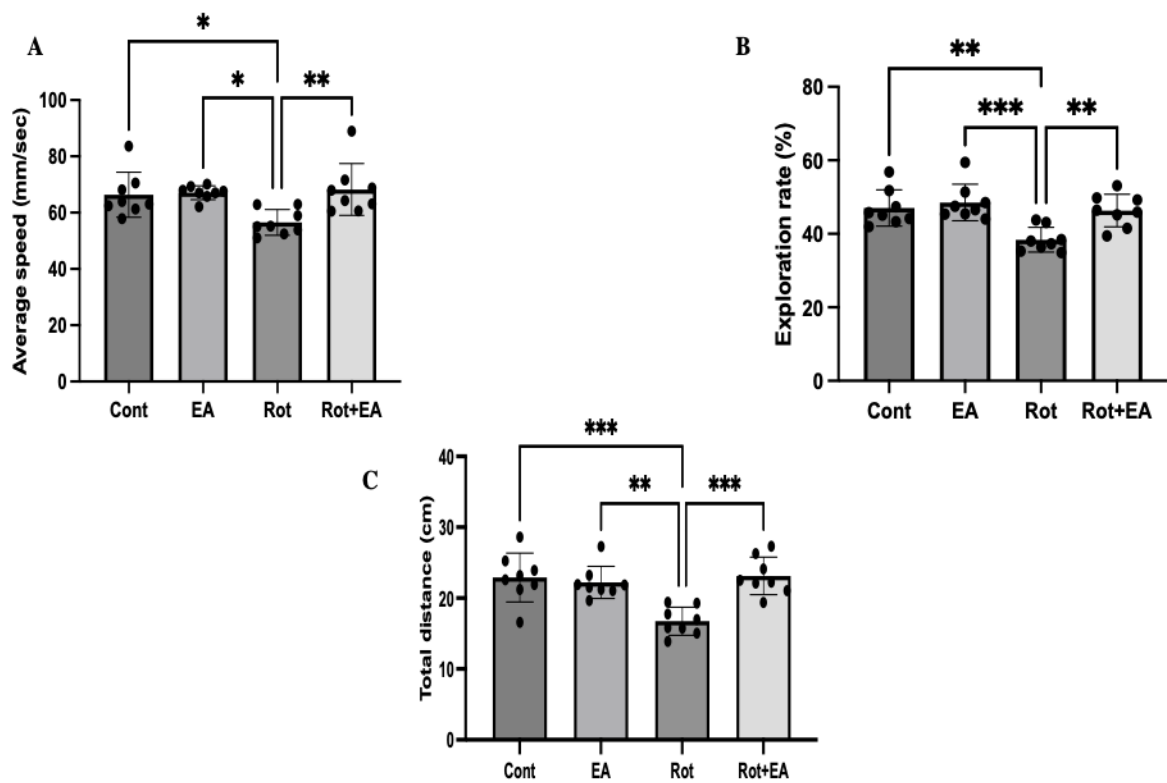 A
*
*
**
Average speed (mm/sec)
100
80
60
40
20
0
Cont EA Rot Rot+EA
B
**
***
**
Exploration rate (%)
80
60
40
20
0
Cont EA Rot Rot+EA
C
***
**
***
Total distance (cm)
40
30
20
10
0
Cont EA Rot Rot+EA